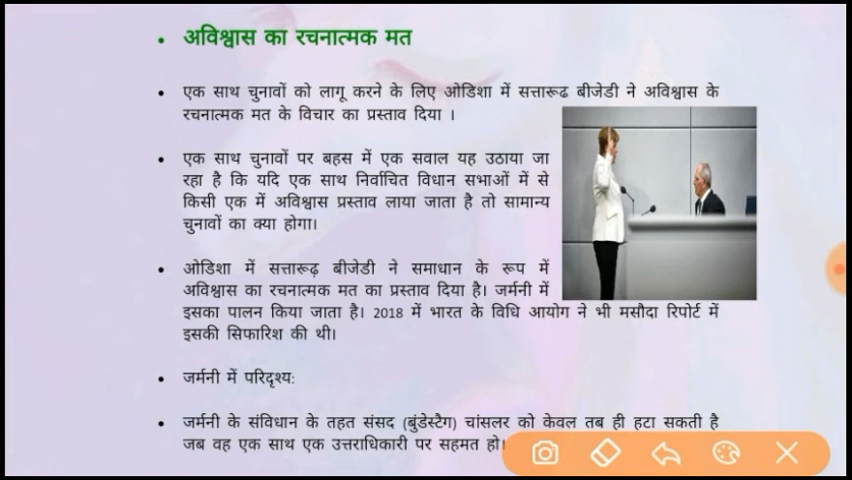 अविश्वास का रचनात्मक मत
एक साथ चुनावों को लागू करने के लिए ओडिशा में सत्तारूढ बीजेडी ने अविश्वास के
रचनात्मक मत के विचार का प्रस्ताव दिया ।
एक साथ चुनावों पर बहस में एक सवाल यह उठाया जा
रहा है कि यदि एक साथ निर्वाचित विधान सभाओं में से
किसी एक में अविश्वास प्रस्ताव लाया जाता है तो सामान्य
चुनावों का क्या होगा।
ओडिशा में सत्तारूढ़ बीजेडी ने समाधान के रूप में
अविश्वास का रचनात्मक मत का प्रस्ताव दिया है। जर्मनी में
इसका पालन किया जाता है। 2018 में भारत के विधि आयोग ने भी मसौदा रिपोर्ट में
इसकी सिफारिश की थी।
जर्मनी में परिदृश्य:
जर्मनी के संविधान के तहत संसद (बुंडेस्टैग) चांसलर को केवल तब ही हटा सकती है
जब वह एक साथ एक उत्तराधिकारी पर सहमत हो।